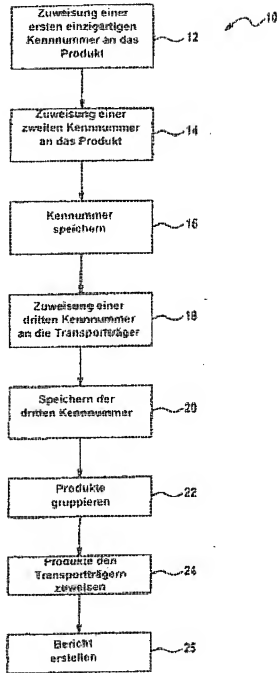 10
Zuweisung einer
ersten einzigartigen
Kennnummer an das
Produkt
12
Zuweisung einer
zweiten Kennnummer
an das Produkt
14
Kennummer
speichern
16
Zuweisung einer
dritten Kennummer
an die Transportträger
18
Speichern der
dritten Kennnummer
20
Produkte
gruppieren
22
Produkte den
Transportträgern
zuweisen
24
Bericht
erstellen
25